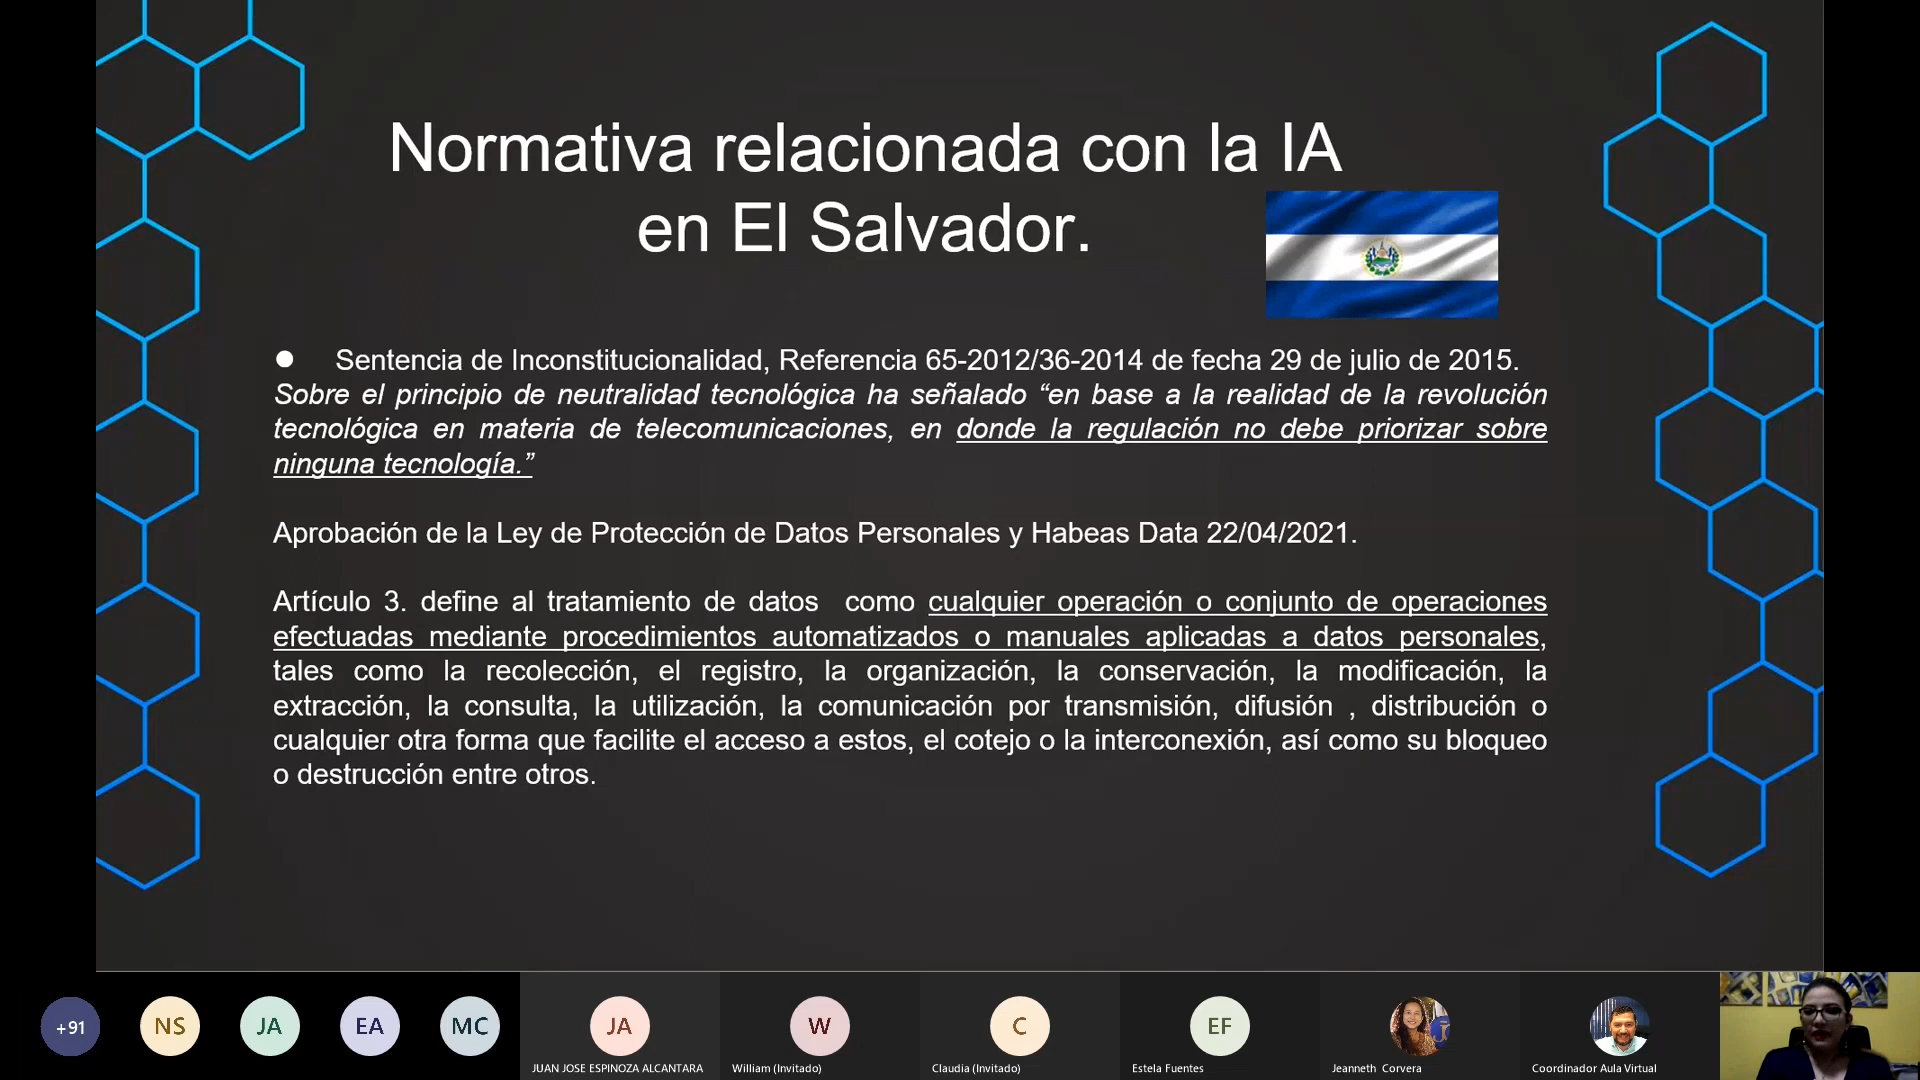 Normativa relacionada con la IA
en El Salvador.
● Sentencia de Inconstitucionalidad, Referencia 65-2012/36-2014 de fecha 29 de julio de 2015.
Sobre el principio de neutralidad tecnológica ha señalado “en base a la realidad de la revolución
tecnológica en materia de telecomunicaciones, en donde la regulación no debe priorizar sobre
ninguna tecnología.”
Aprobación de la Ley de Protección de Datos Personales y Habeas Data 22/04/2021.
Artículo 3. define al tratamiento de datos  como cualquier operación o conjunto de operaciones
efectuadas mediante procedimientos automatizados o manuales aplicadas a datos personales,
tales como la recolección, el registro, la organización, la conservación, la modificación, la
extracción, la consulta, la utilización, la comunicación por transmisión, difusión , distribución o
cualquier otra forma que facilite el acceso a estos, el cotejo o la interconexión, así como su bloqueo
o destrucción entre otros.
+91 NS JA EA MC JA W C EF
JUAN JOSE ESPINOZA ALCANTARA William (Invitado) Claudia (Invitado) Estela Fuentes Jeanneth Corvera Coordinador Aula Virtual